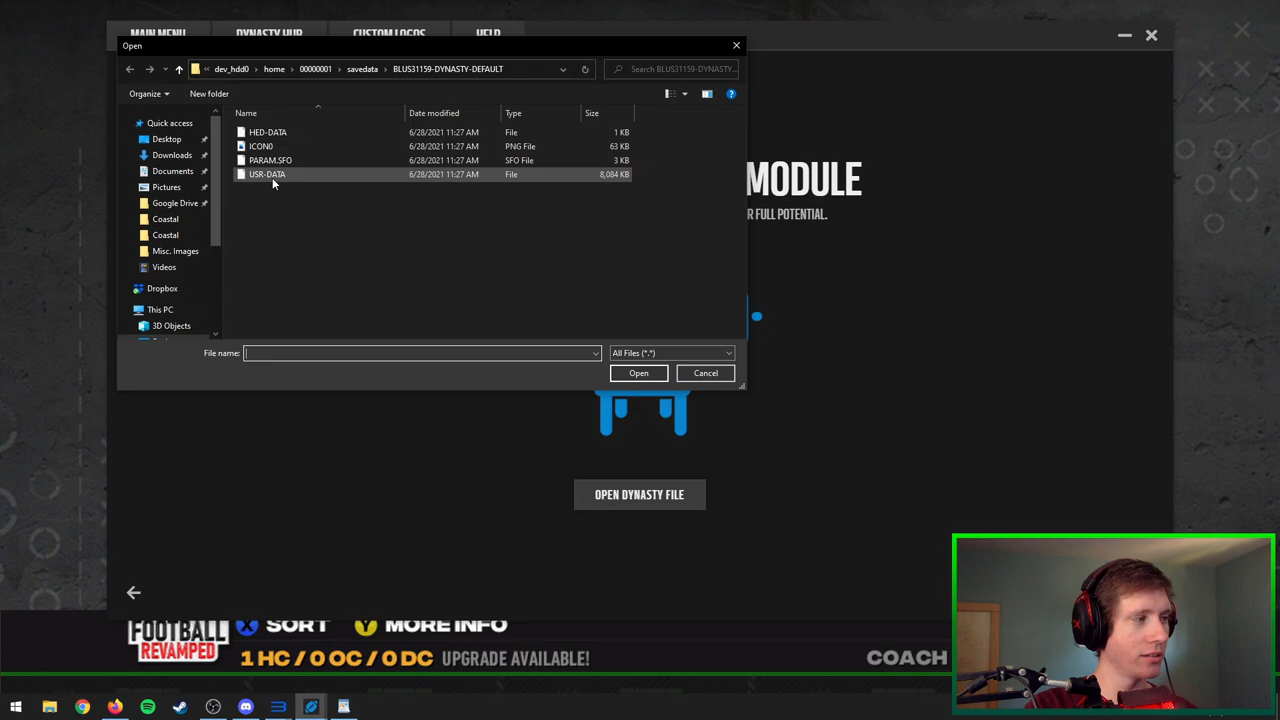 MAIN MENU DYNASTY HUB CUSTOM LOGOS HELP
Open
« dev_hdd0 › home › 00000001 › savedata › BLUS31159-DYNASTY-DEFAULT
Search BLUS31159-DYNASTY-...
Organize New folder
Name Date modified Type Size
HED-DATA 6/28/2021 11:27 AM File 1 KB
ICON0 6/28/2021 11:27 AM PNG File 63 KB
PARAM.SFO 6/28/2021 11:27 AM SFO File 3 KB
USR-DATA 6/28/2021 11:27 AM File 8,084 KB
Quick access
Desktop
Downloads
Documents
Pictures
Google Drive
Coastal
Coastal
Misc. Images
Videos
Dropbox
This PC
3D Objects
File name: All Files (*.*)
Open Cancel
MODULE
R FULL POTENTIAL.
OPEN DYNASTY FILE
FOOTBALL
REVAMPED
X SORT Y MORE INFO
1 HC / 0 OC / 0 DC UPGRADE AVAILABLE!
COACH